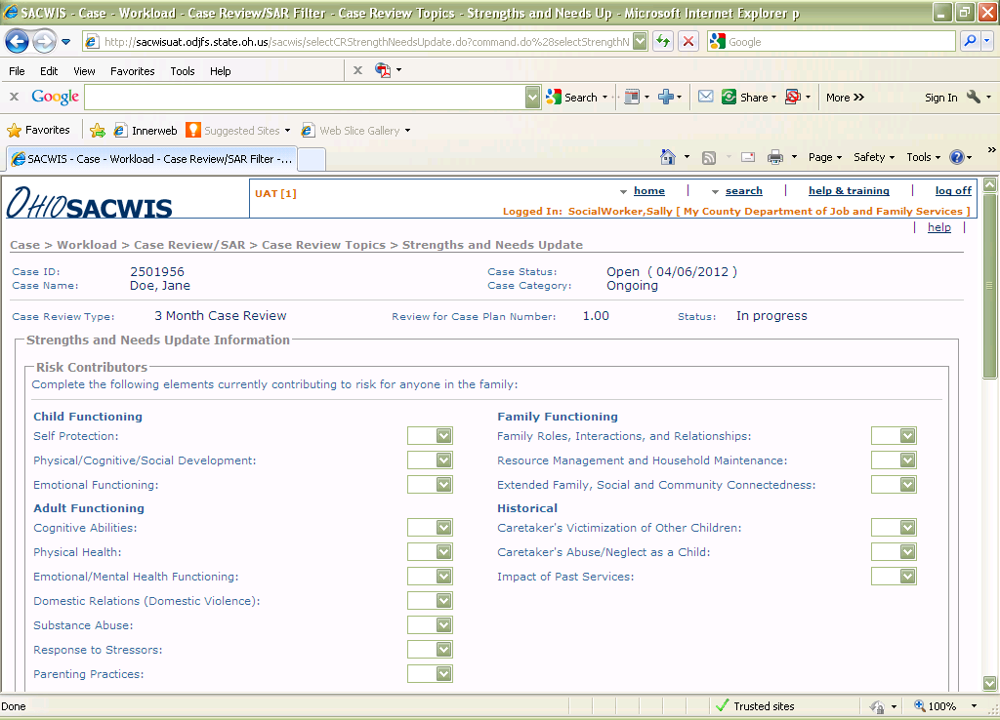 SACWIS - Case - Workload - Case Review/SAR Filter - Case Review Topics - Strengths and Needs Up - Microsoft Internet Explorer p
http://sacwisuat.odjfs.state.oh.us/sacwis/selectCRStrengthNeedsUpdate.do?command.do%28selectStrengthN
Google
File Edit View Favorites Tools Help
x
x Google Search Share More >> Sign In
Favorites Innerweb Suggested Sites Web Slice Gallery
SACWIS - Case - Workload - Case Review/SAR Filter -... Page Safety Tools >>
OHIOSACWIS
UAT [1] home | search | help & training | log off
Logged In: SocialWorker,Sally [ My County Department of Job and Family Services ]
| help |
Case > Workload > Case Review/SAR > Case Review Topics > Strengths and Needs Update
Case ID: 2501956 Case Status: Open ( 04/06/2012 )
Case Name: Doe, Jane Case Category: Ongoing
Case Review Type: 3 Month Case Review Review for Case Plan Number: 1.00 Status: In progress
Strengths and Needs Update Information
Risk Contributors
Complete the following elements currently contributing to risk for anyone in the family:
Child Functioning Family Functioning
Self Protection: Family Roles, Interactions, and Relationships:
Physical/Cognitive/Social Development: Resource Management and Household Maintenance:
Emotional Functioning: Extended Family, Social and Community Connectedness:
Adult Functioning Historical
Cognitive Abilities: Caretaker's Victimization of Other Children:
Physical Health: Caretaker's Abuse/Neglect as a Child:
Emotional/Mental Health Functioning: Impact of Past Services:
Domestic Relations (Domestic Violence):
Substance Abuse:
Response to Stressors:
Parenting Practices:
Done Trusted sites 100%